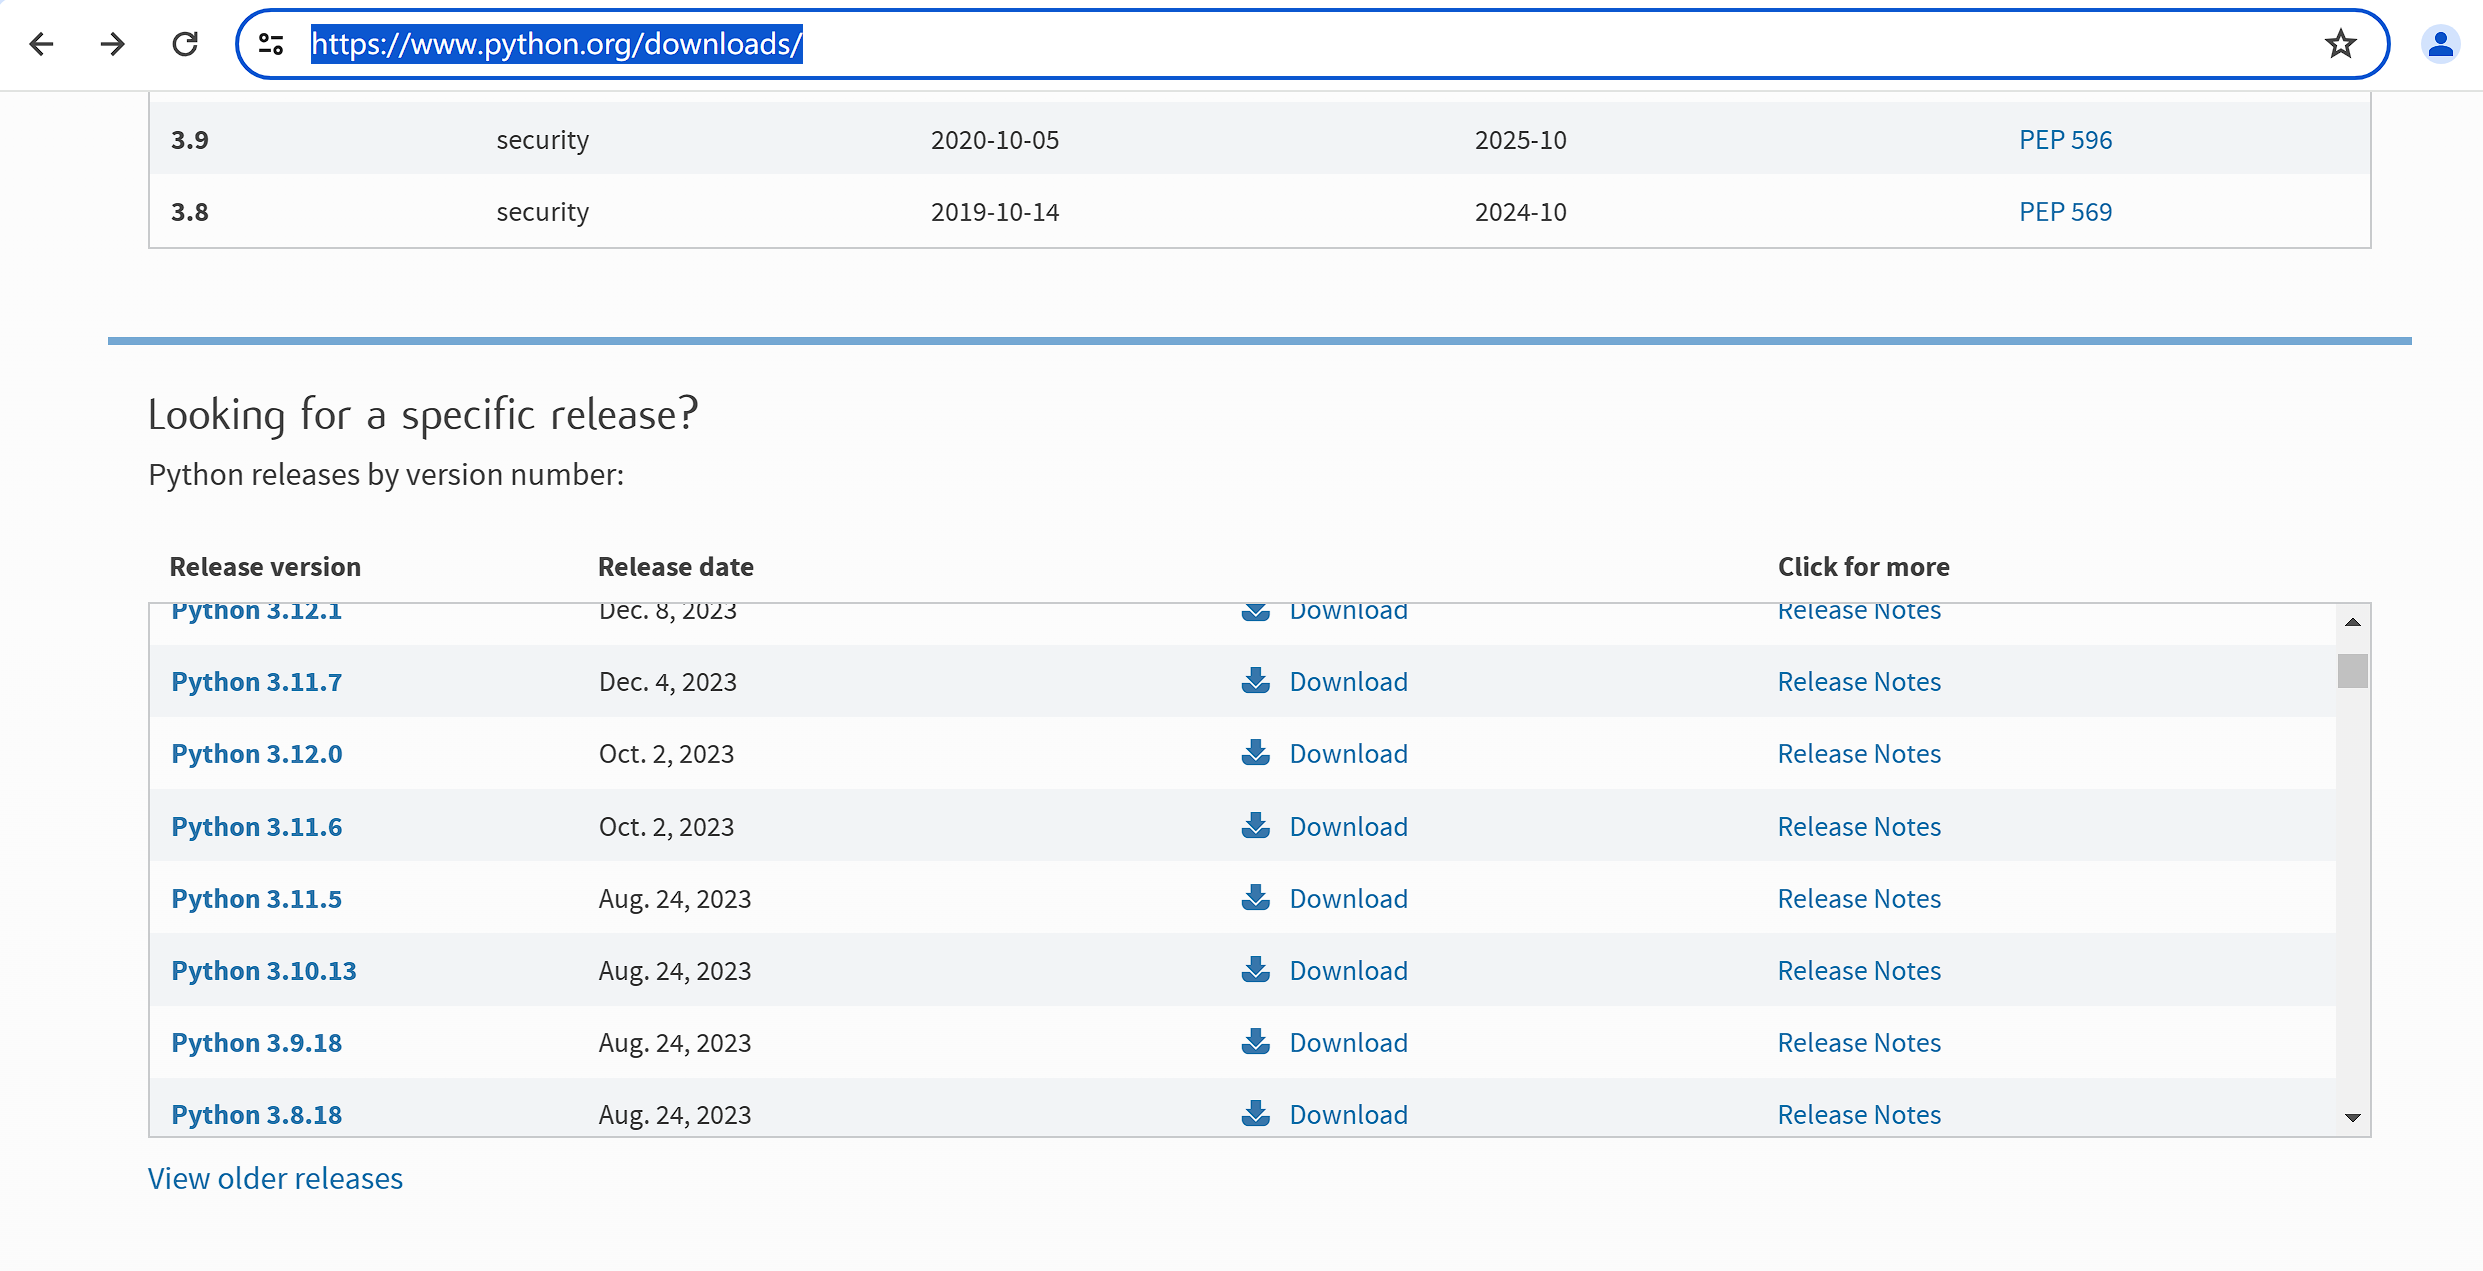 https://www.python.org/downloads/
3.9 security 2020-10-05 2025-10 PEP 596
3.8 security 2019-10-14 2024-10 PEP 569
Looking for a specific release?
Python releases by version number:
Release version Release date Click for more
Python 3.12.1 Dec. 8, 2023 Download Release Notes
Python 3.11.7 Dec. 4, 2023 Download Release Notes
Python 3.12.0 Oct. 2, 2023 Download Release Notes
Python 3.11.6 Oct. 2, 2023 Download Release Notes
Python 3.11.5 Aug. 24, 2023 Download Release Notes
Python 3.10.13 Aug. 24, 2023 Download Release Notes
Python 3.9.18 Aug. 24, 2023 Download Release Notes
Python 3.8.18 Aug. 24, 2023 Download Release Notes
View older releases